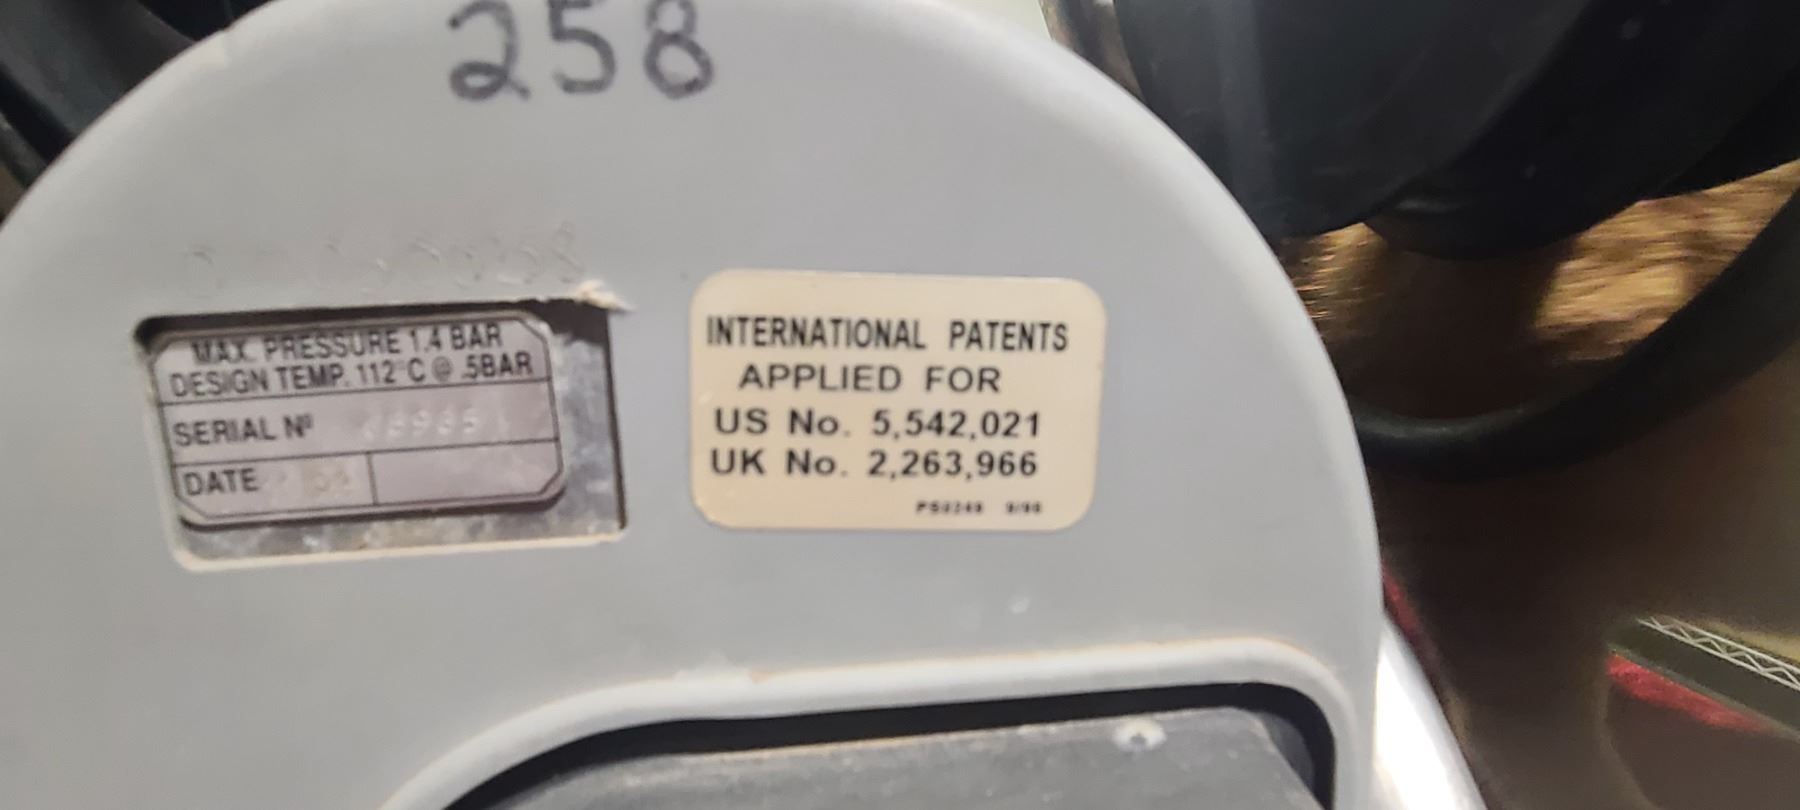 258
MAX. PRESSURE 1.4 BAR
DESIGN TEMP. 112°C @ .5BAR
SERIAL Nº
DATE
INTERNATIONAL PATENTS
APPLIED FOR
US No. 5,542,021
UK No. 2,263,966